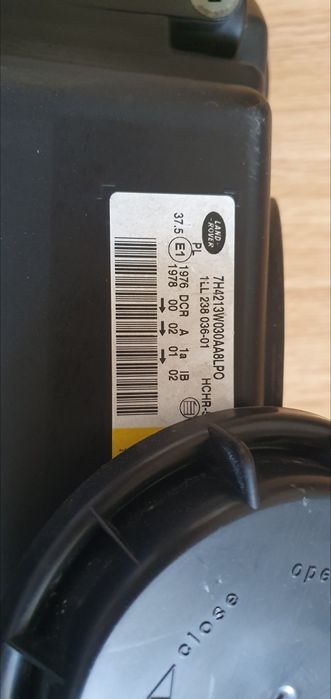 LAND
ROVER
7H4213W030AA8LPO
1LL 238 036-01
HCHR-
PL
37.5 E1 1976 DCR A 1a IB
1978 00 02 01 02
close
ope